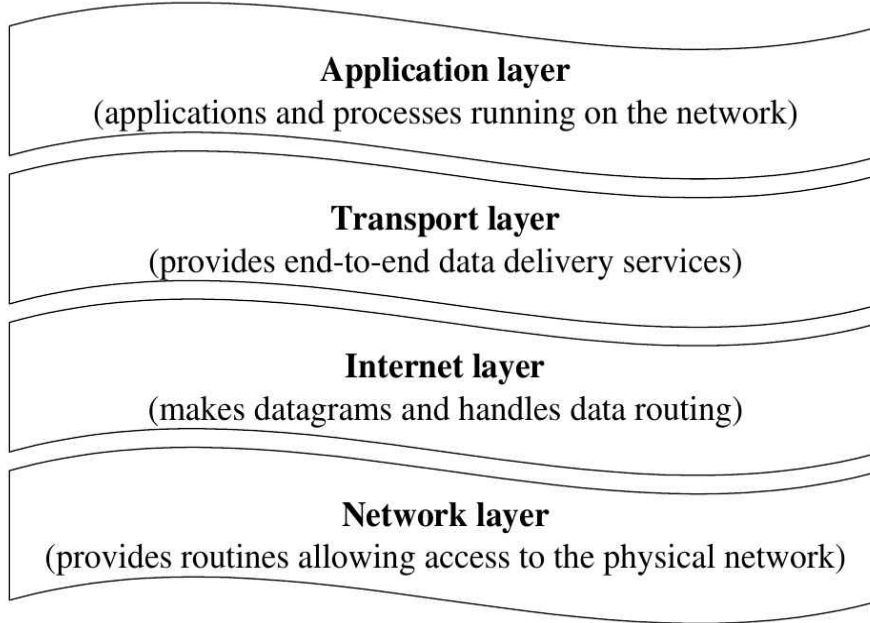 Application layer
(applications and processes running on the network)
Transport layer
(provides end-to-end data delivery services)
Internet layer
(makes datagrams and handles data routing)
Network layer
(provides routines allowing access to the physical network)